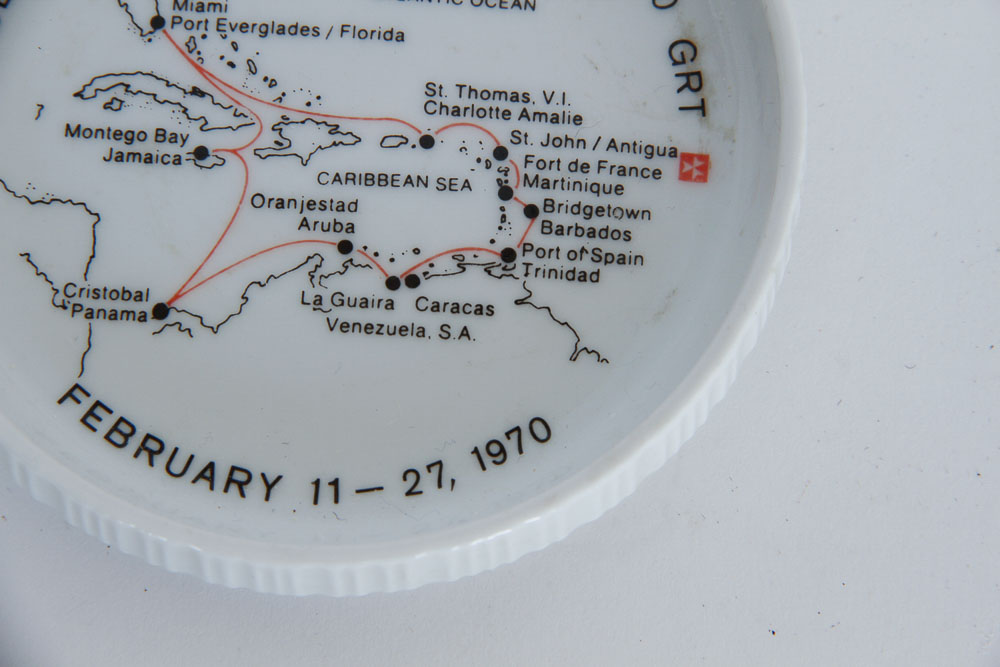 ANTIC OCEAN
Miami
Port Everglades / Florida
GRT
St. Thomas, V.I.
Charlotte Amalie
Montego Bay
Jamaica
St. John / Antigua
Fort de France
Martinique
CARIBBEAN SEA
Oranjestad
Aruba
Bridgetown
Barbados
Port of Spain
Trinidad
Cristobal
Panama
La Guaira
Caracas
Venezuela, S.A.
FEBRUARY 11 – 27, 1970